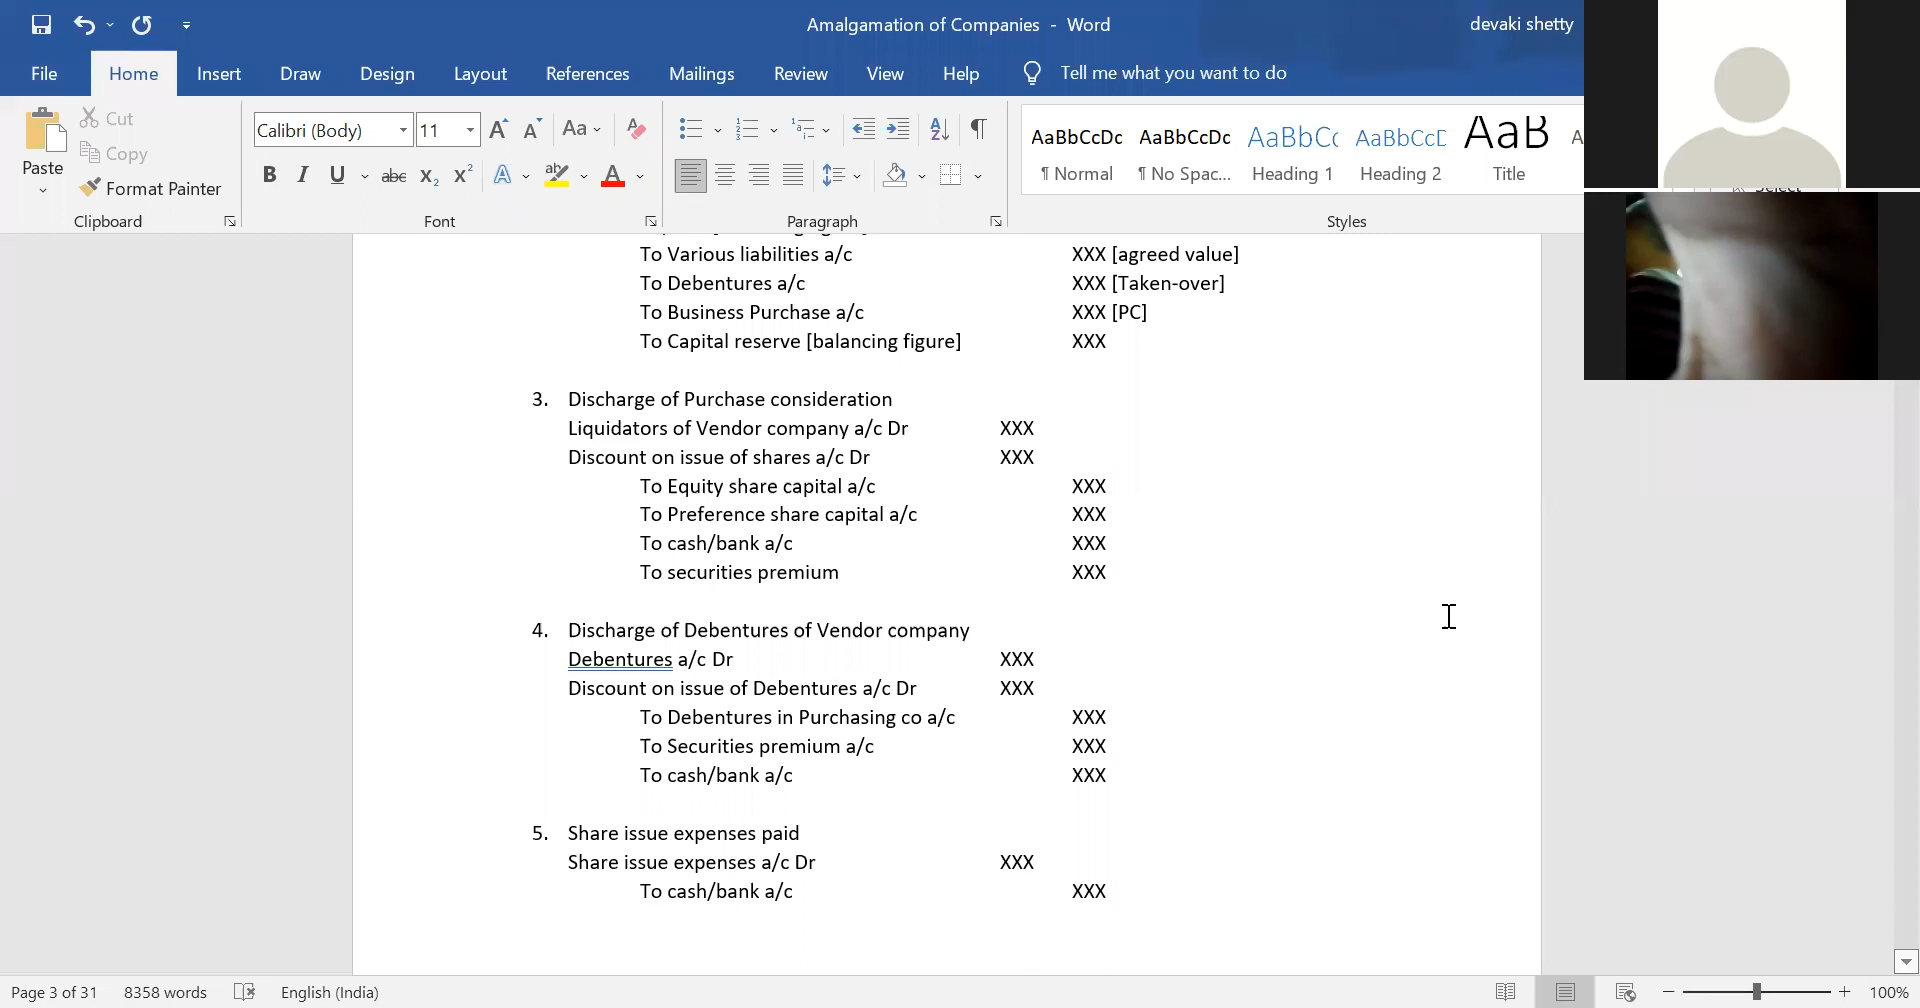 Amalgamation of Companies - Word
devaki shetty
File Home Insert Draw Design Layout References Mailings Review View Help Tell me what you want to do
Cut
Copy
Paste
Format Painter
Clipboard
Calibri (Body) 11
Font
Paragraph
AaBbCcDc AaBbCcDc AaBbCc AaBbCcD AaB
¶ Normal ¶ No Spac... Heading 1 Heading 2 Title
Styles
Select
To Various liabilities a/c XXX [agreed value]
To Debentures a/c XXX [Taken-over]
To Business Purchase a/c XXX [PC]
To Capital reserve [balancing figure] XXX
3. Discharge of Purchase consideration
Liquidators of Vendor company a/c Dr XXX
Discount on issue of shares a/c Dr XXX
To Equity share capital a/c XXX
To Preference share capital a/c XXX
To cash/bank a/c XXX
To securities premium XXX
4. Discharge of Debentures of Vendor company
Debentures a/c Dr XXX
Discount on issue of Debentures a/c Dr XXX
To Debentures in Purchasing co a/c XXX
To Securities premium a/c XXX
To cash/bank a/c XXX
5. Share issue expenses paid
Share issue expenses a/c Dr XXX
To cash/bank a/c XXX
Page 3 of 31 8358 words English (India) 100%